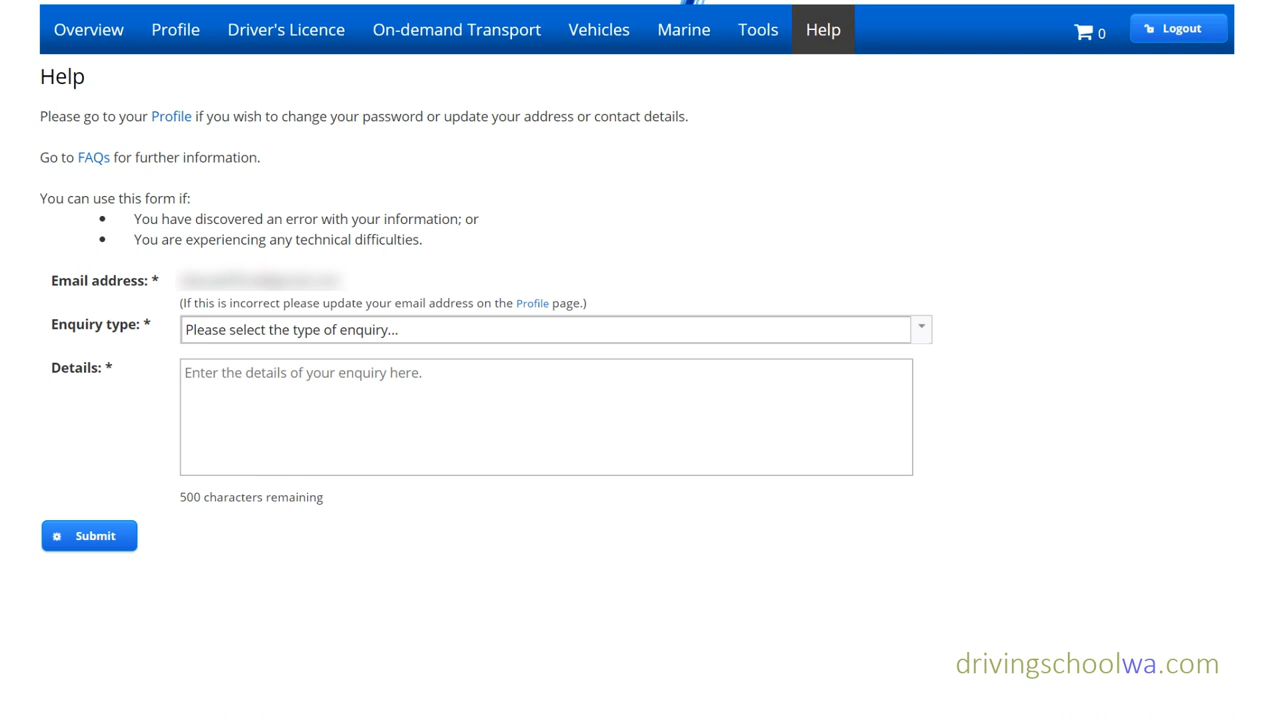 Overview Profile Driver's Licence On-demand Transport Vehicles Marine Tools Help 0 Logout
Help
Please go to your Profile if you wish to change your password or update your address or contact details.
Go to FAQs for further information.
You can use this form if:
• You have discovered an error with your information; or
• You are experiencing any technical difficulties.
Email address: *
(If this is incorrect please update your email address on the Profile page.)
Enquiry type: * Please select the type of enquiry...
Details: * Enter the details of your enquiry here.
500 characters remaining
Submit
drivingschoolwa.com